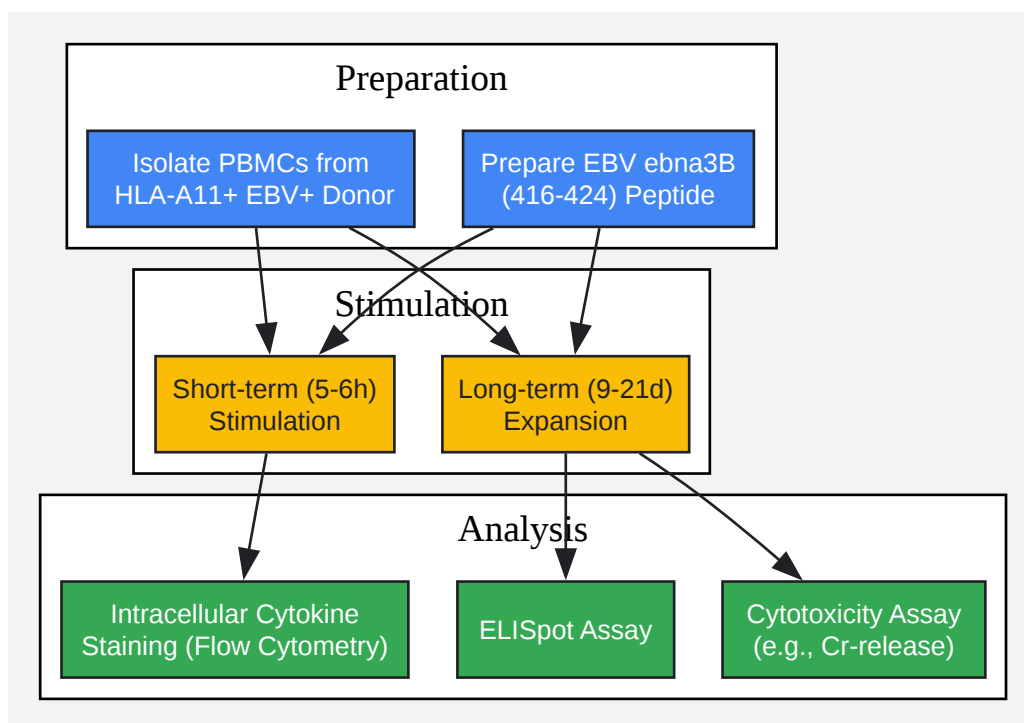 Preparation
Isolate PBMCs from
HLA-A11+ EBV+ Donor
Prepare EBV ebna3B
(416-424) Peptide
Stimulation
Short-term (5-6h)
Stimulation
Long-term (9-21d)
Expansion
Analysis
Intracellular Cytokine
Staining (Flow Cytometry)
ELISpot Assay
Cytotoxicity Assay
(e.g., Cr-release)